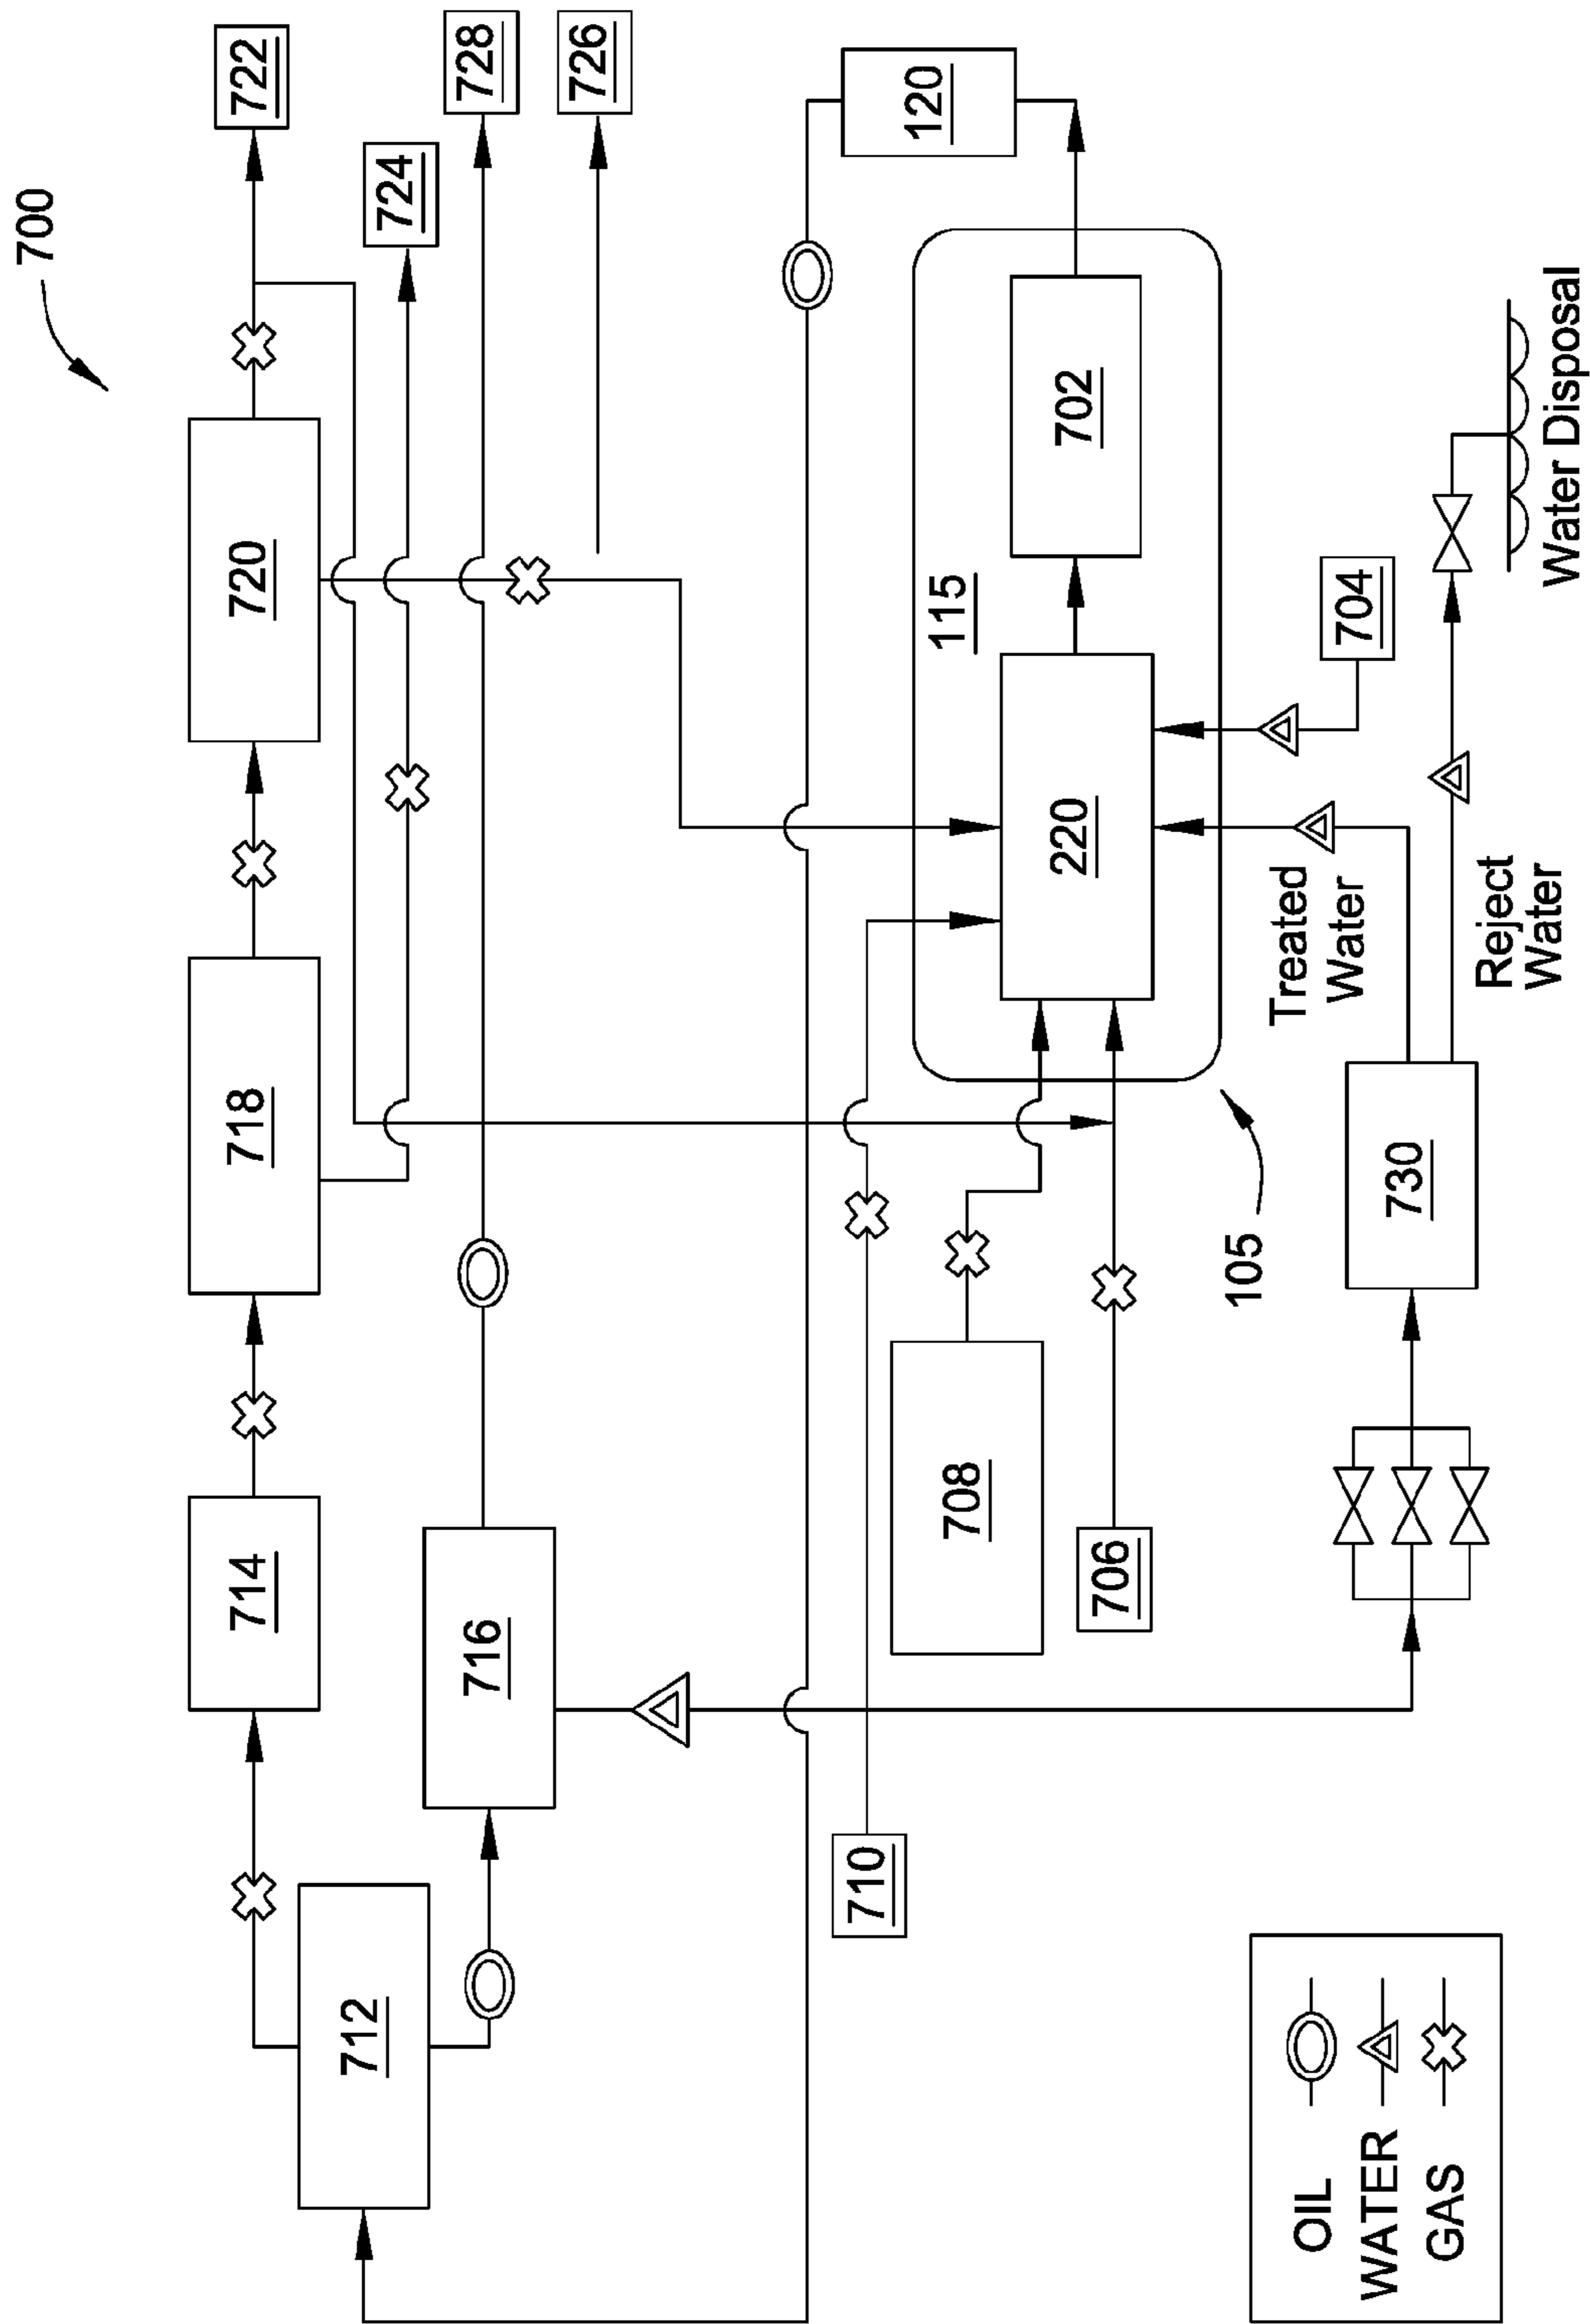 700
722
728
726
724
120
720
702
115
704
718
220
714
716
708
706
105
Treated
Water
Reject
Water
730
Water Disposal
712
710
OIL
WATER
GAS